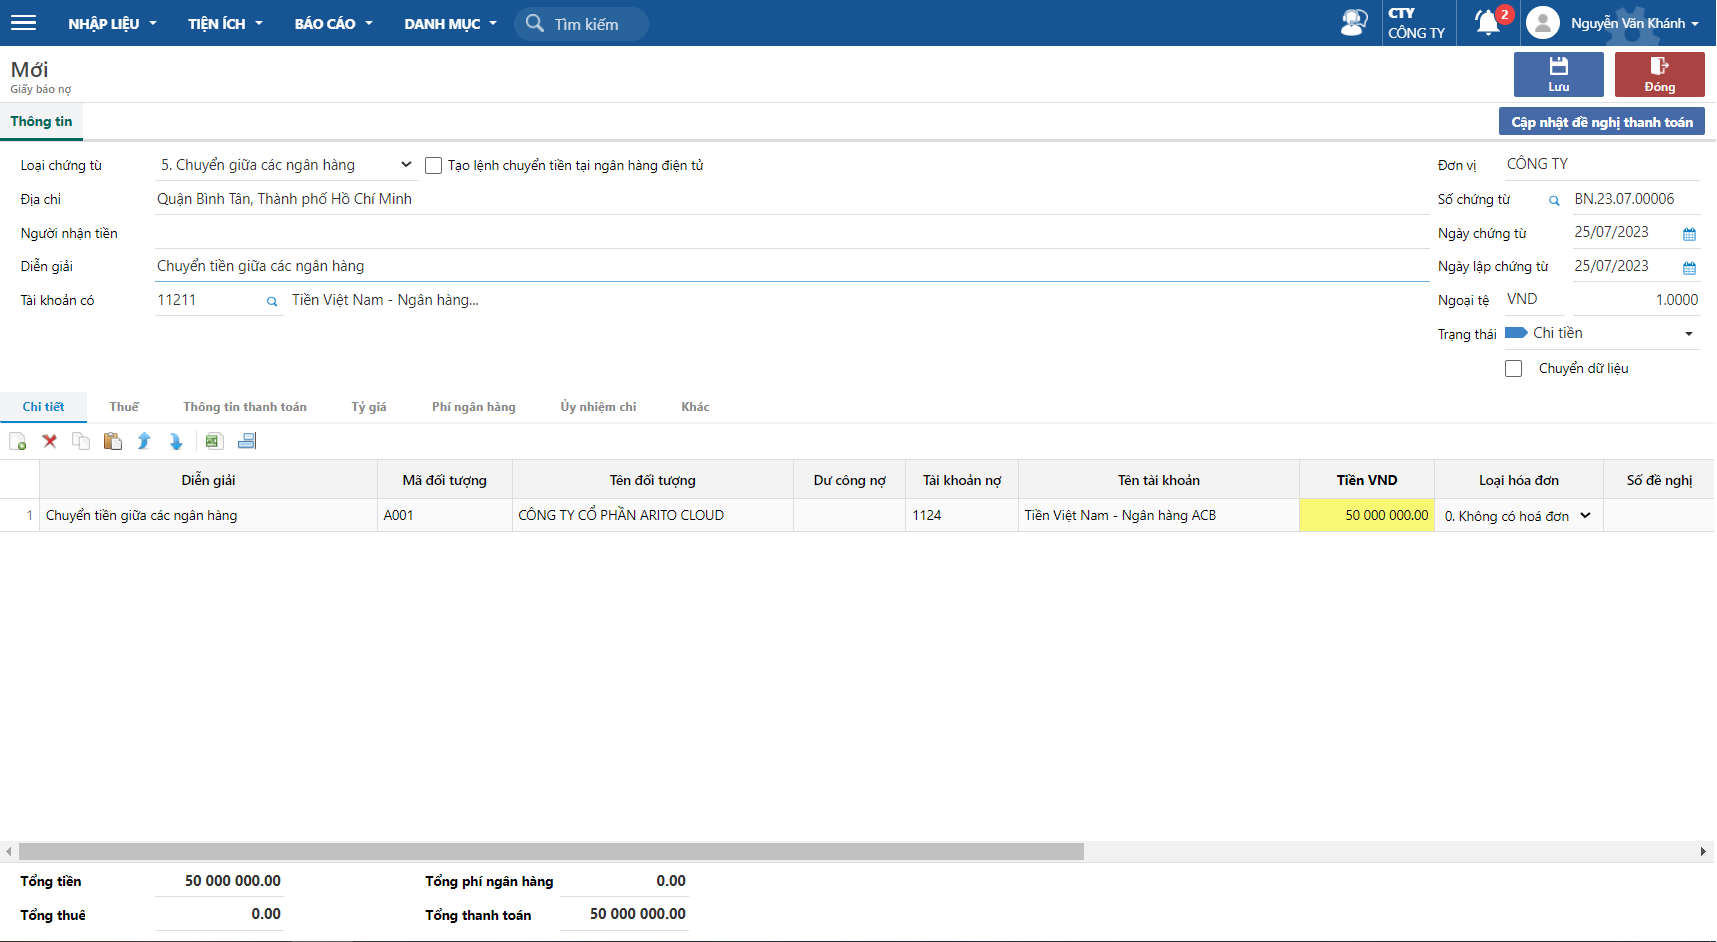 NHẬP LIỆU TIỆN ÍCH BÁO CÁO DANH MỤC Tìm kiếm CTY CÔNG TY 2 Nguyễn Văn Khánh
Mới
Giấy báo nợ
Lưu Đóng
Thông tin Cập nhật đề nghị thanh toán
Loại chứng từ 5. Chuyển giữa các ngân hàng Tạo lệnh chuyển tiền tại ngân hàng điện tử Đơn vị CÔNG TY
Địa chỉ Quận Bình Tân, Thành phố Hồ Chí Minh Số chứng từ BN.23.07.00006
Người nhận tiền Ngày chứng từ 25/07/2023
Diễn giải Chuyển tiền giữa các ngân hàng Ngày lập chứng từ 25/07/2023
Tài khoản có 11211 Tiền Việt Nam - Ngân hàng... Ngoại tệ VND 1.0000
Trạng thái Chi tiền
Chuyển dữ liệu
Chi tiết Thuế Thông tin thanh toán Tỷ giá Phí ngân hàng Ủy nhiệm chi Khác
Diễn giải Mã đối tượng Tên đối tượng Dư công nợ Tài khoản nợ Tên tài khoản Tiền VND Loại hóa đơn Số đề nghị
1 Chuyển tiền giữa các ngân hàng A001 CÔNG TY CỔ PHẦN ARITO CLOUD 1124 Tiền Việt Nam - Ngân hàng ACB 50 000 000.00 0. Không có hoá đơn
Tổng tiền 50 000 000.00 Tổng phí ngân hàng 0.00
Tổng thuế 0.00 Tổng thanh toán 50 000 000.00